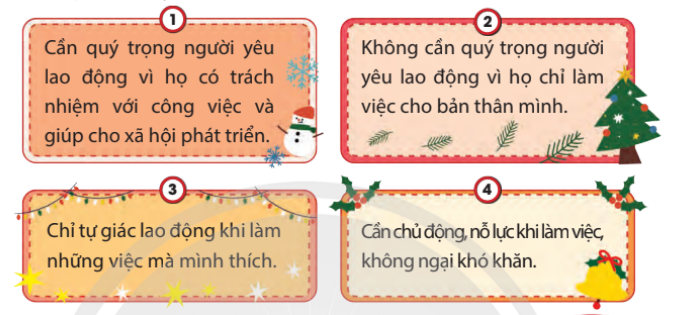 1
Cần quý trọng người yêu
lao động vì họ có trách
nhiệm với công việc và
giúp cho xã hội phát triển.
2
Không cần quý trọng người
yêu lao động vì họ chỉ làm
việc cho bản thân mình.
3
Chỉ tự giác lao động khi làm
những việc mà mình thích.
4
Cần chủ động, nỗ lực khi làm việc,
không ngại khó khăn.